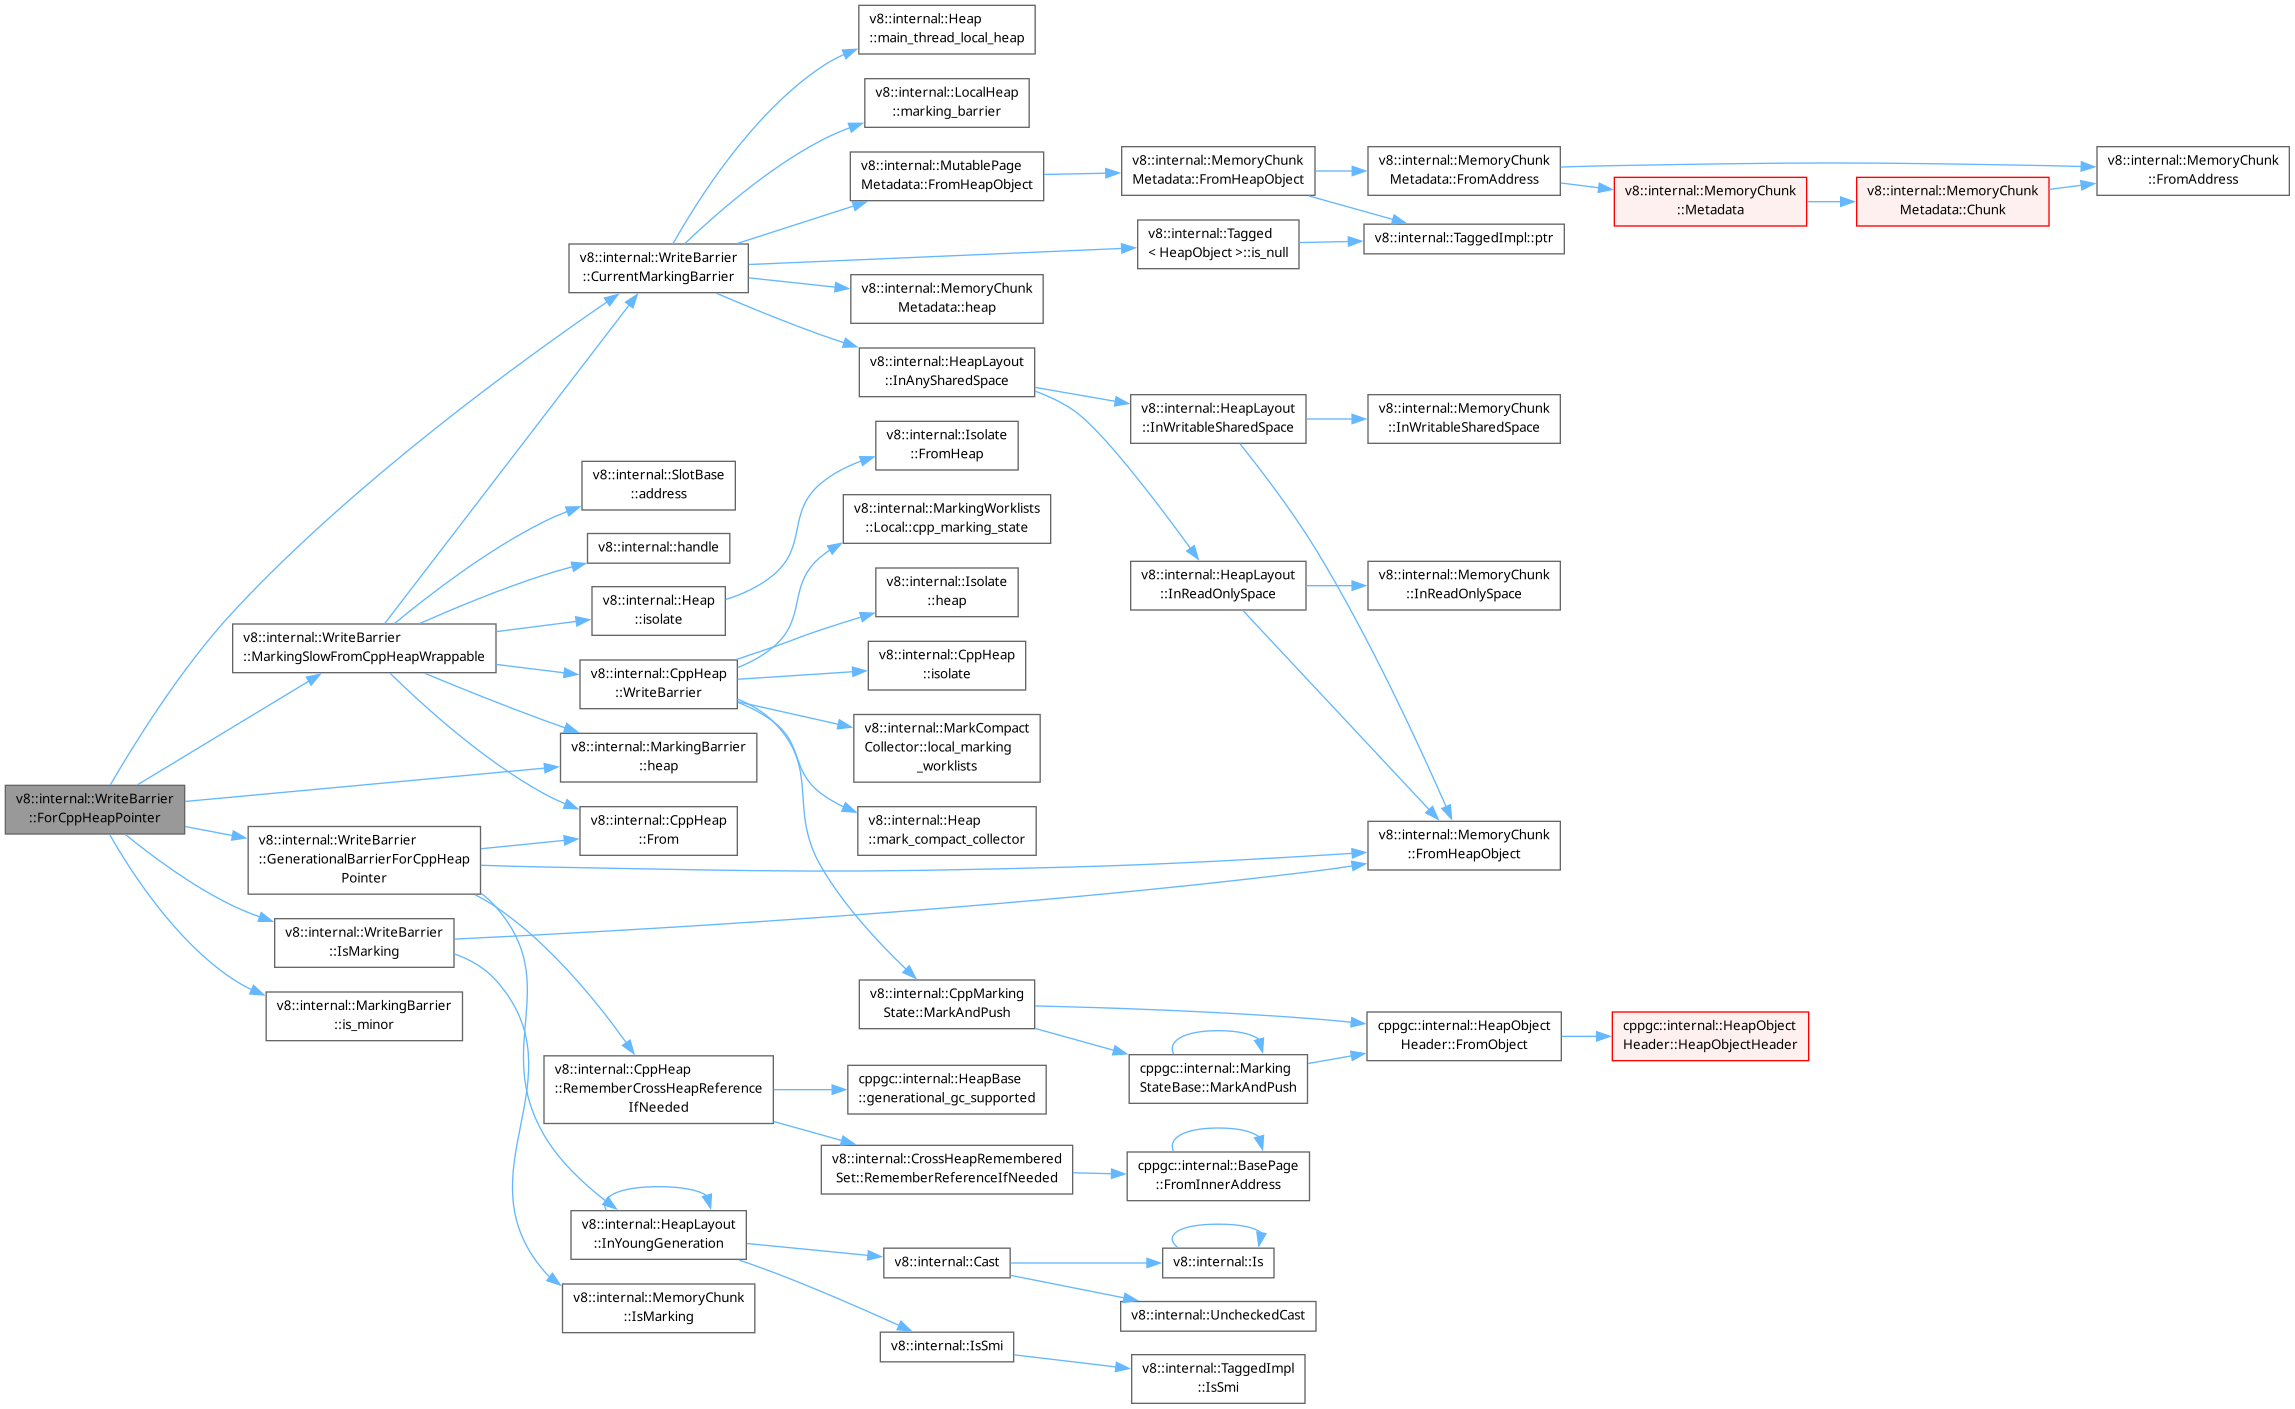 v8::internal::Heap
::main_thread_local_heap
v8::internal::LocalHeap
::marking_barrier
v8::internal::MutablePage
Metadata::FromHeapObject
v8::internal::MemoryChunk
Metadata::FromHeapObject
v8::internal::MemoryChunk
Metadata::FromAddress
v8::internal::MemoryChunk
::FromAddress
v8::internal::MemoryChunk
::Metadata
v8::internal::MemoryChunk
Metadata::Chunk
v8::internal::Tagged
< HeapObject >::is_null
v8::internal::TaggedImpl::ptr
v8::internal::WriteBarrier
::CurrentMarkingBarrier
v8::internal::MemoryChunk
Metadata::heap
v8::internal::HeapLayout
::InAnySharedSpace
v8::internal::HeapLayout
::InWritableSharedSpace
v8::internal::MemoryChunk
::InWritableSharedSpace
v8::internal::Isolate
::FromHeap
v8::internal::SlotBase
::address
v8::internal::MarkingWorklists
::Local::cpp_marking_state
v8::internal::handle
v8::internal::HeapLayout
::InReadOnlySpace
v8::internal::MemoryChunk
::InReadOnlySpace
v8::internal::Heap
::isolate
v8::internal::Isolate
::heap
v8::internal::WriteBarrier
::MarkingSlowFromCppHeapWrappable
v8::internal::CppHeap
::WriteBarrier
v8::internal::CppHeap
::isolate
v8::internal::MarkingBarrier
::heap
v8::internal::MarkCompact
Collector::local_marking
_worklists
v8::internal::WriteBarrier
::ForCppHeapPointer
v8::internal::CppHeap
::From
v8::internal::Heap
::mark_compact_collector
v8::internal::MemoryChunk
::FromHeapObject
v8::internal::WriteBarrier
::GenerationalBarrierForCppHeap
Pointer
v8::internal::WriteBarrier
::IsMarking
v8::internal::MarkingBarrier
::is_minor
v8::internal::CppMarking
State::MarkAndPush
cppgc::internal::HeapObject
Header::FromObject
cppgc::internal::HeapObject
Header::HeapObjectHeader
cppgc::internal::Marking
StateBase::MarkAndPush
v8::internal::CppHeap
::RememberCrossHeapReference
IfNeeded
cppgc::internal::HeapBase
::generational_gc_supported
v8::internal::CrossHeapRemembered
Set::RememberReferenceIfNeeded
cppgc::internal::BasePage
::FromInnerAddress
v8::internal::HeapLayout
::InYoungGeneration
v8::internal::Cast
v8::internal::Is
v8::internal::UncheckedCast
v8::internal::MemoryChunk
::IsMarking
v8::internal::IsSmi
v8::internal::TaggedImpl
::IsSmi